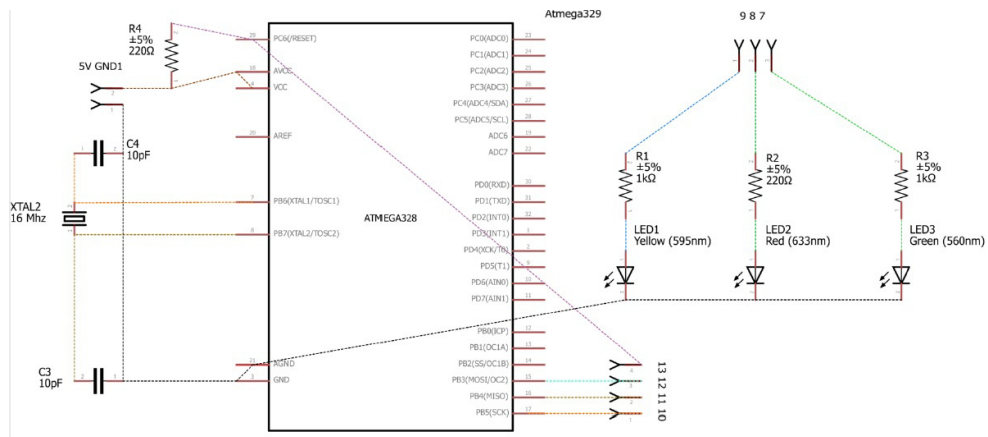 Atmega329
R4
±5%
220Ω
5V GND1
C4
10pF
XTAL2
16 Mhz
C3
10pF
ATMEGA328
PC6(/RESET)
AVCC
VCC
AREF
PB6(XTAL1/TOSC1)
PB7(XTAL2/TOSC2)
AGND
GND
PC0(ADC0)
PC1(ADC1)
PC2(ADC2)
PC3(ADC3)
PC4(ADC4/SDA)
PC5(ADC5/SCL)
ADC6
ADC7
PD0(RXD)
PD1(TXD)
PD2(INT0)
PD3(INT1)
PD4(XCK/T0)
PD5(T1)
PD6(AIN0)
PD7(AIN1)
PB0(ICP)
PB1(OC1A)
PB2(SS/OC1B)
PB3(MOSI/OC2)
PB4(MISO)
PB5(SCK)
9 8 7
R1
±5%
1kΩ
R2
±5%
220Ω
R3
±5%
1kΩ
LED1
Yellow (595nm)
LED2
Red (633nm)
LED3
Green (560nm)
13 12 11 10